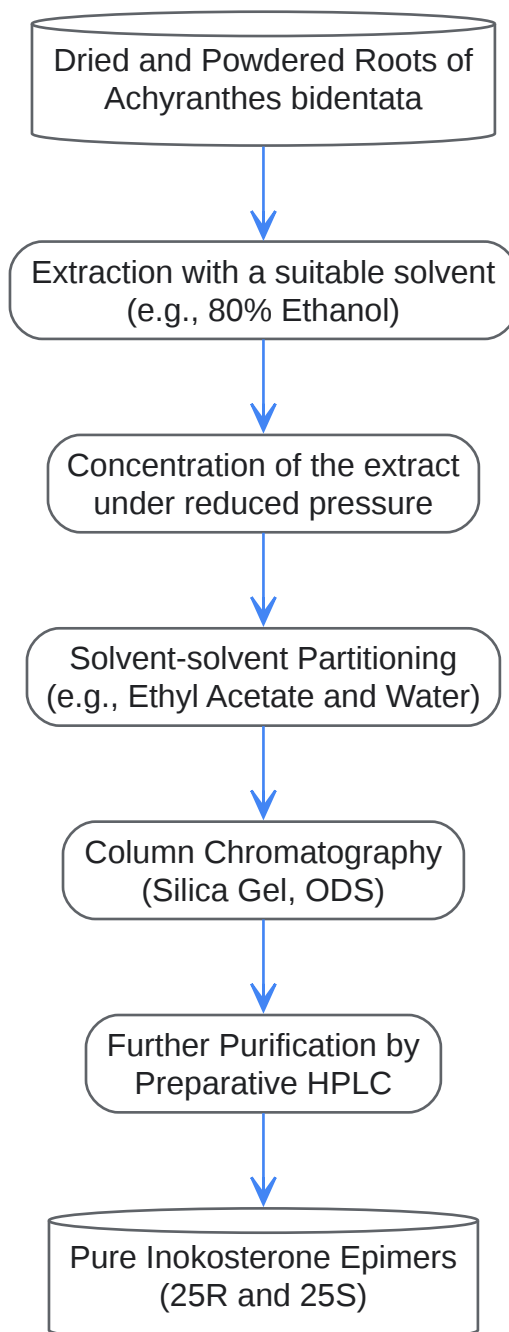 Dried and Powdered Roots of
Achyranthes bidentata
Extraction with a suitable solvent
(e.g., 80% Ethanol)
Concentration of the extract
under reduced pressure
Solvent-solvent Partitioning
(e.g., Ethyl Acetate and Water)
Column Chromatography
(Silica Gel, ODS)
Further Purification by
Preparative HPLC
Pure Inokosterone Epimers
(25R and 25S)